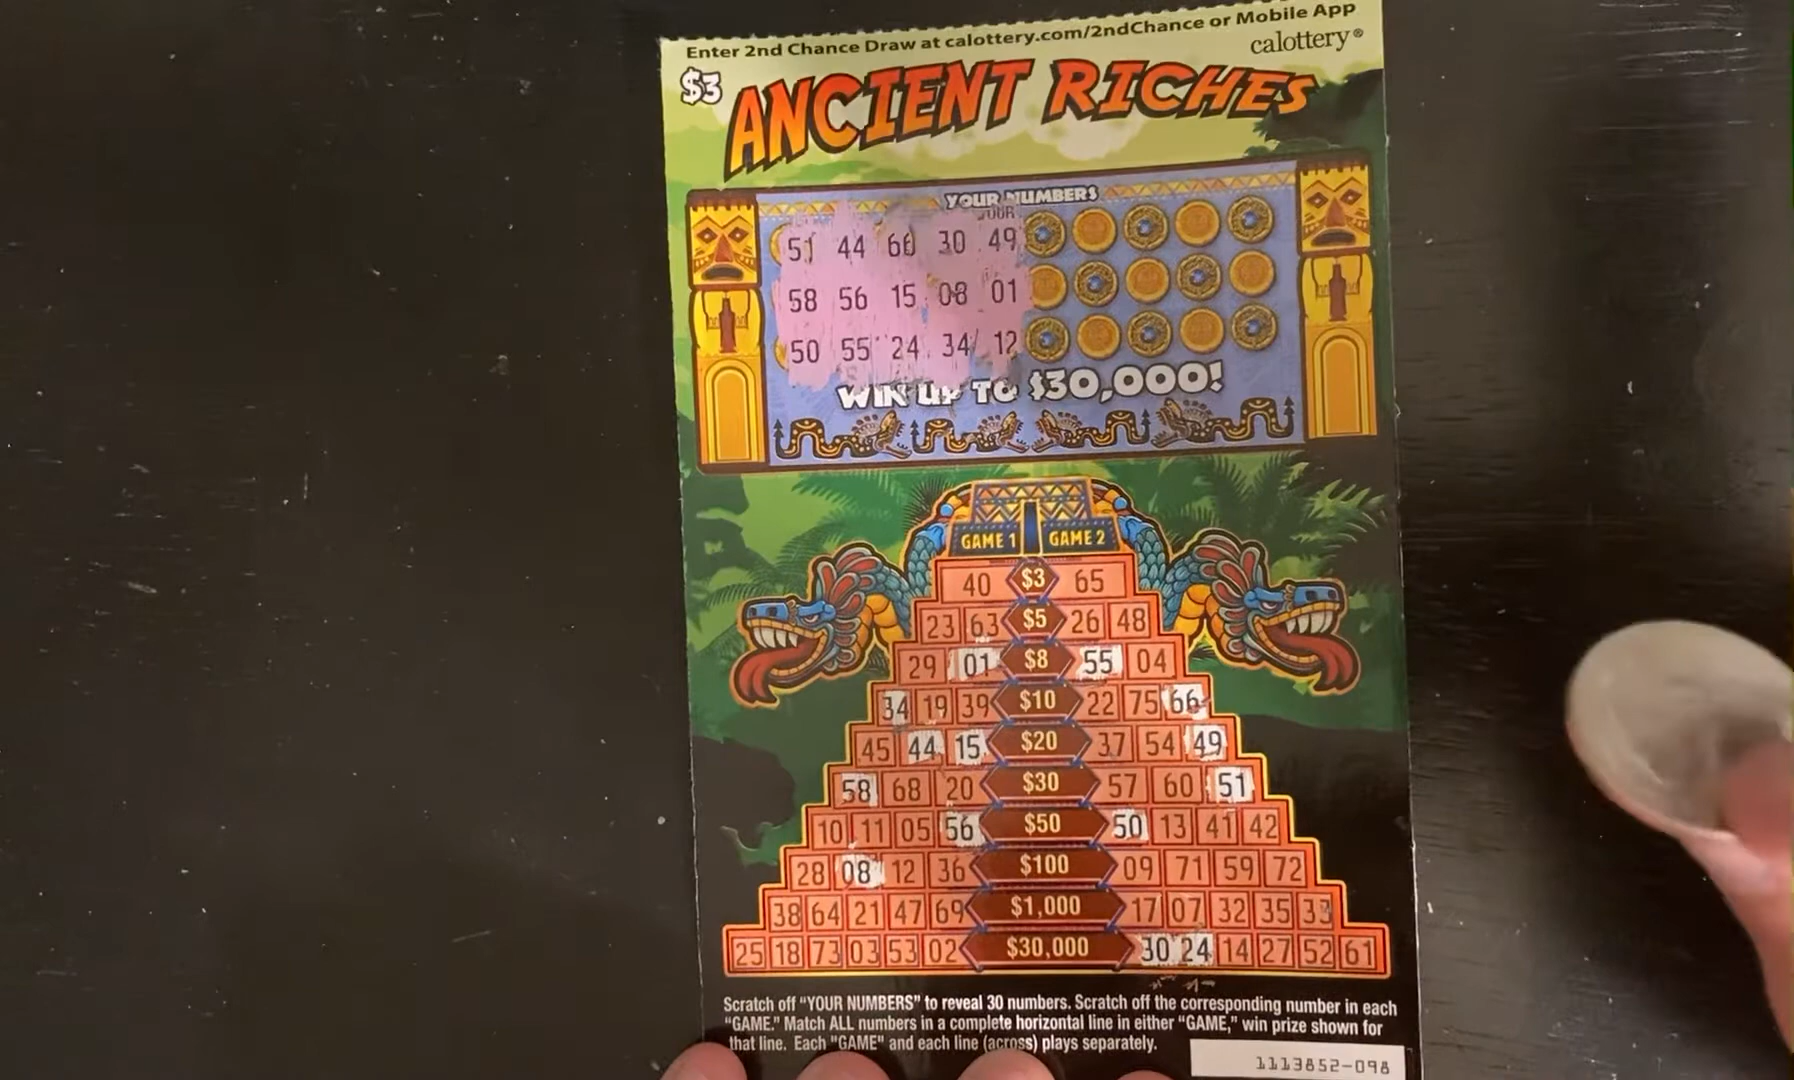 Enter 2nd Chance Draw at calottery.com/2ndChance or Mobile App
calottery®
$3
ANCIENT RICHES
YOUR NUMBERS
51 44 66 30 49
58 56 15 08 01
50 55 24 34 12
WIN UP TO $30,000!
GAME 1 GAME 2
40 $3 65
23 63 $5 26 48
29 01 $8 55 04
34 19 39 $10 22 75 66
45 44 15 $20 37 54 49
58 68 20 $30 57 60 51
10 11 05 56 $50 50 13 41 42
28 08 12 36 $100 09 71 59 72
38 64 21 47 69 $1,000 17 07 32 35 33
25 18 73 03 53 02 $30,000 30 24 14 27 52 61
Scratch off “YOUR NUMBERS” to reveal 30 numbers. Scratch off the corresponding number in each
“GAME.” Match ALL numbers in a complete horizontal line in either “GAME,” win prize shown for
that line. Each "GAME" and each line (across) plays separately.
1113852-098